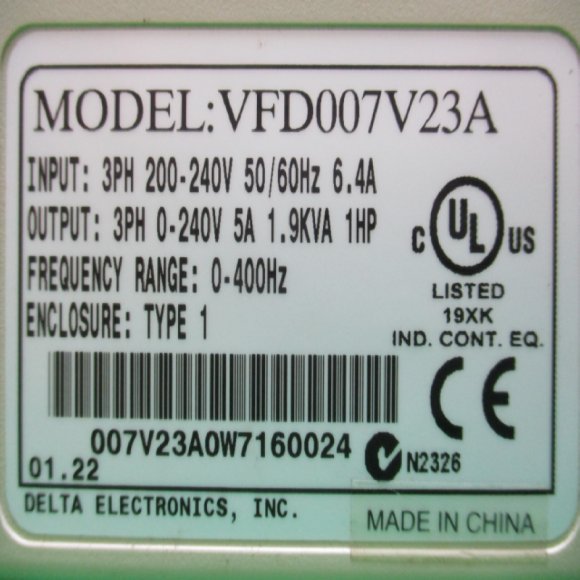 MODEL:VFD007V23A
INPUT: 3PH 200-240V 50/60Hz 6.4A
OUTPUT: 3PH 0-240V 5A 1.9KVA 1HP
FREQUENCY RANGE: 0-400Hz
ENCLOSURE: TYPE 1
C UL US
LISTED
19XK
IND. CONT. EQ.
CE
007V23A0W7160024
N2326
01.22
DELTA ELECTRONICS, INC.
MADE IN CHINA